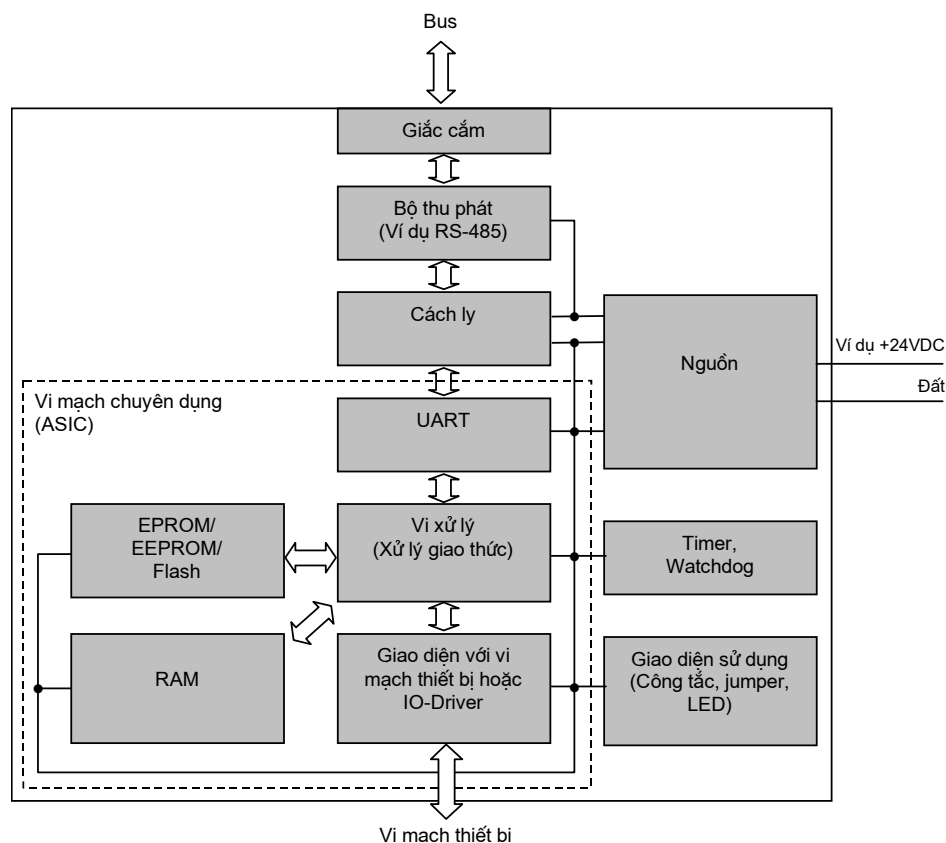 Bus
Giắc cắm
Bộ thu phát
(Ví dụ RS-485)
Cách ly
Nguồn
Ví dụ +24VDC
Đất
Vi mạch chuyên dụng
(ASIC)
UART
EPROM/
EEPROM/
Flash
Vi xử lý
(Xử lý giao thức)
Timer,
Watchdog
RAM
Giao diện với vi
mạch thiết bị hoặc
IO-Driver
Giao diện sử dụng
(Công tắc, jumper,
LED)
Vi mạch thiết bị